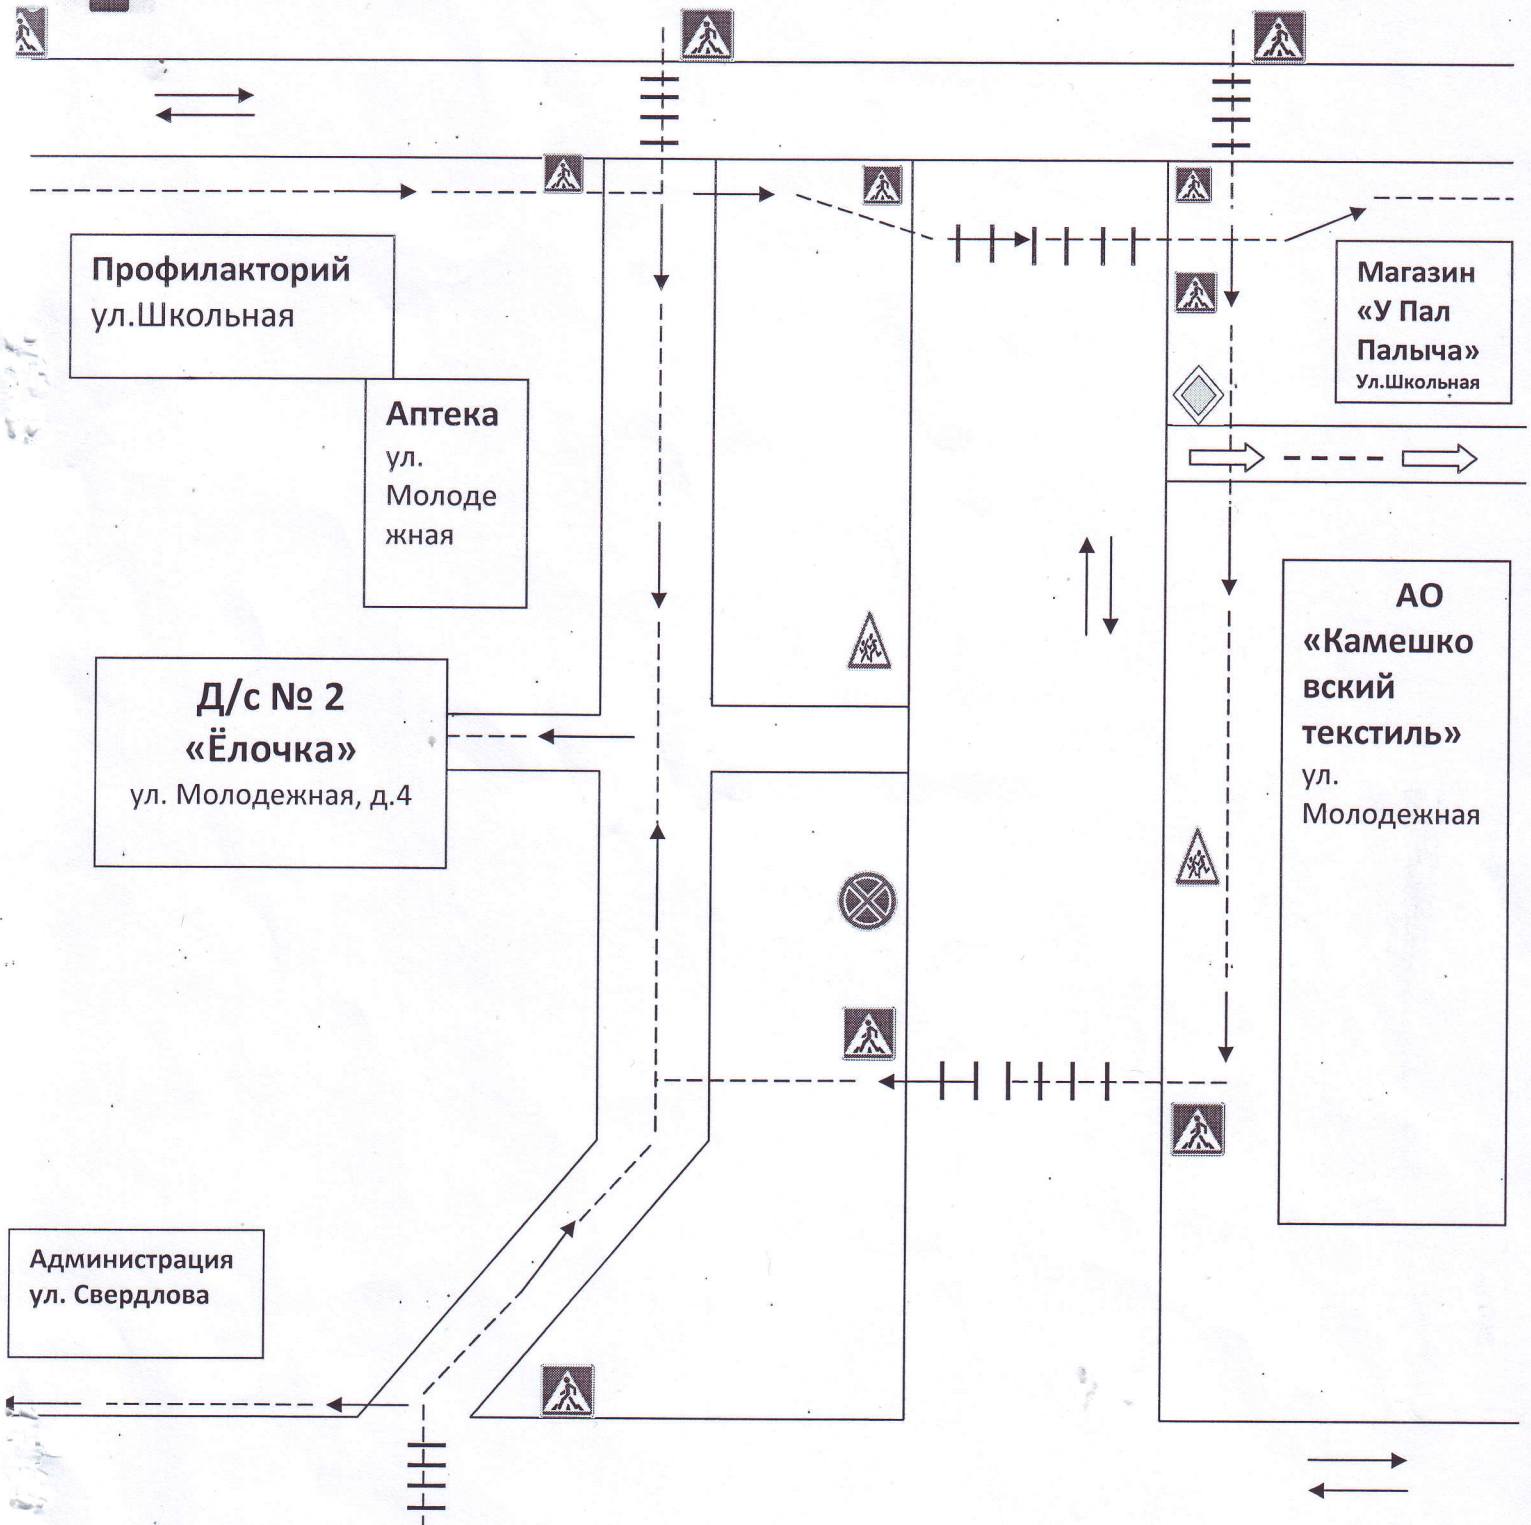 Профилакторий
ул.Школьная
Аптека
ул.
Молоде
жная
Магазин
«У Пал
Палыча»
Ул.Школьная
Д/с № 2
«Ёлочка»
ул. Молодежная, д.4
АО
«Камешко
вский
текстиль»
ул.
Молодежная
Администрация
ул. Свердлова